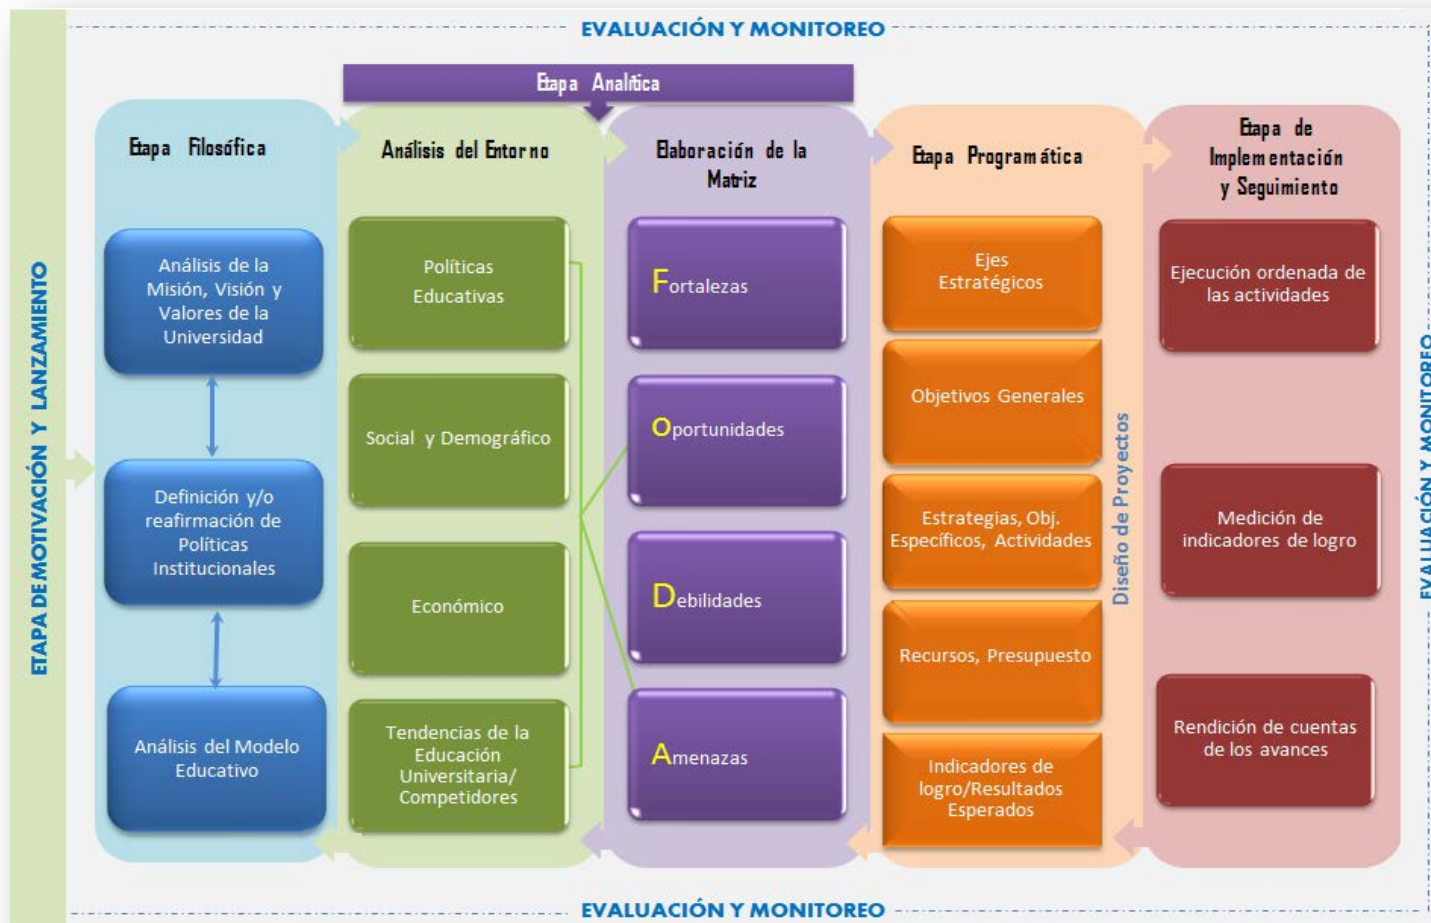 EVALUACIÓN Y MONITOREO
ETAPA DE MOTIVACIÓN Y LANZAMIENTO
Etapa Analítica
Etapa Filosófica
Análisis de la
Misión, Visión y
Valores de la
Universidad
Definición y/o
reafirmación de
Políticas
Institucionales
Análisis del Modelo
Educativo
Análisis del Entorno
Políticas
Educativas
Social y Demográfico
Económico
Tendencias de la
Educación
Universitaria/
Competidores
Elaboración de la
Matriz
Fortalezas
Oportunidades
Debilidades
Amenazas
Etapa Programática
Ejes
Estratégicos
Objetivos Generales
Estrategias, Obj.
Específicos, Actividades
Recursos, Presupuesto
Indicadores de
logro/Resultados
Esperados
Diseño de Proyectos
Etapa de
Implementación
y Seguimiento
Ejecución ordenada de
las actividades
Medición de
indicadores de logro
Rendición de cuentas
de los avances
EVALUACIÓN Y MONITOREO
EVALUACIÓN Y MONITOREO